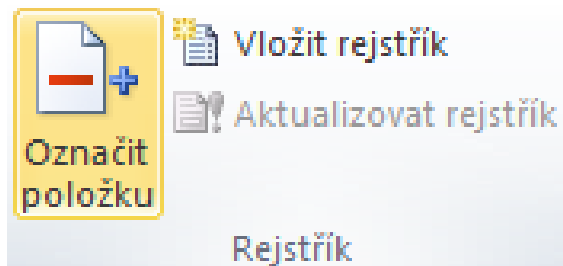 Označit
položku
Vložit rejstřík
Aktualizovat rejstřík
Rejstřík